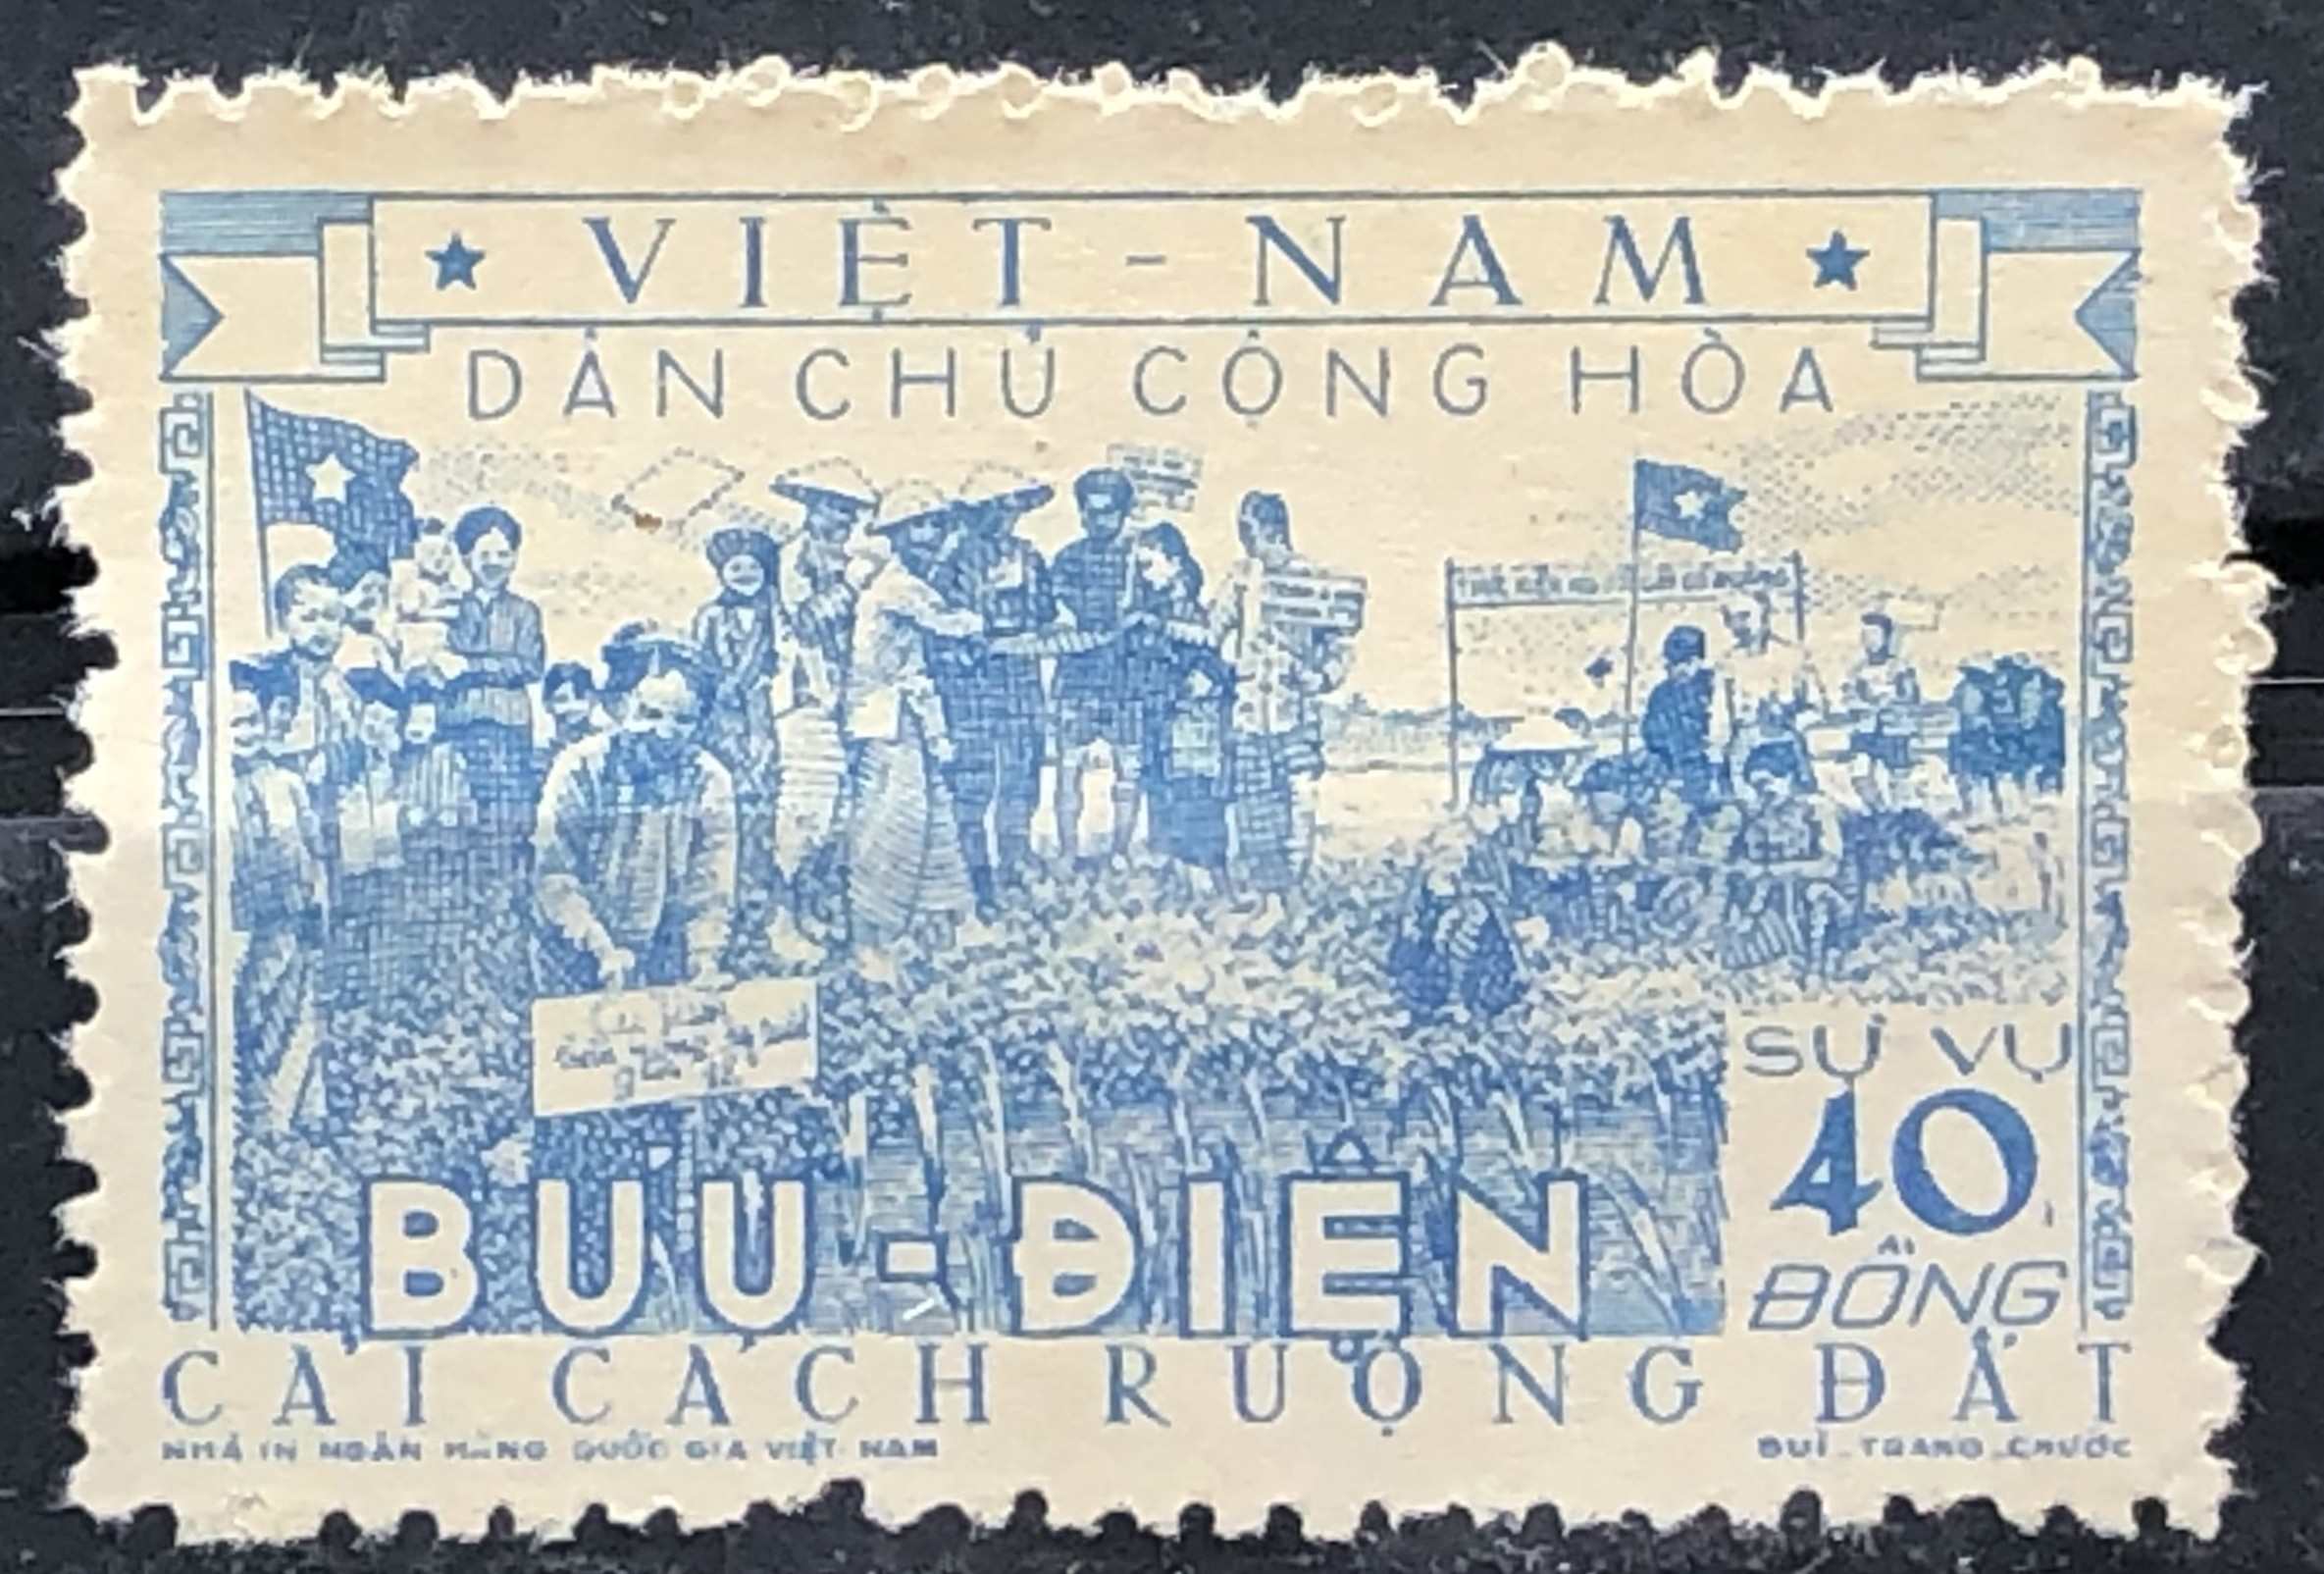 ★ VIỆT - NAM ★
DÂN CHỦ CỘNG HÒA
SỰ VỤ
40
ĐỒNG
BƯU-ĐIỆN
CẢI CÁCH RUỘNG ĐẤT
NHÀ IN NGÂN HÀNG QUỐC GIA VIỆT NAM
BÙI TRANG CHƯỚC